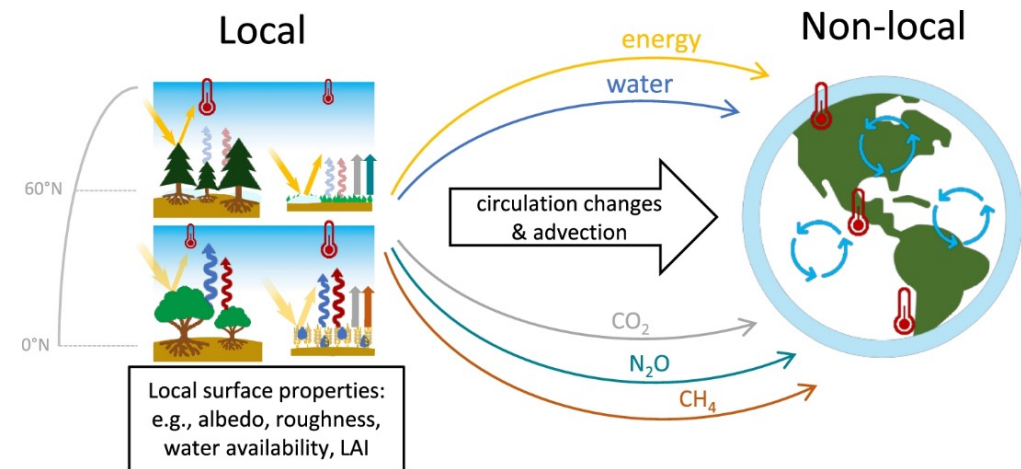 Local
Non-local
energy
water
60°N
circulation changes
& advection
0°N
CO₂
N₂O
CH₄
Local surface properties:
e.g., albedo, roughness,
water availability, LAI